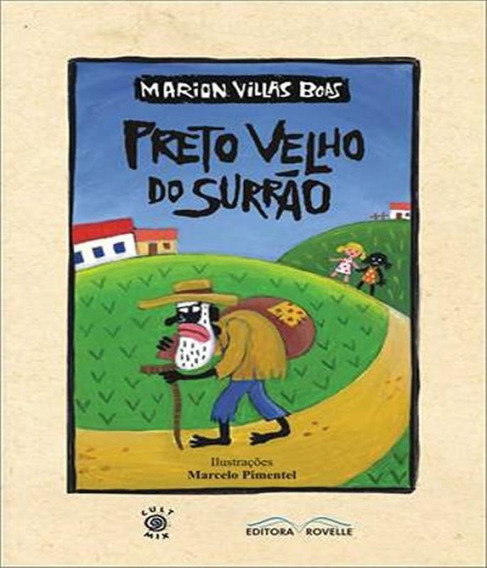 MARION VILLAS BOAS
PRETO VELHO
DO SURRÃO
Ilustrações
Marcelo Pimentel
CULT
MIX
EDITORA ROVELLE